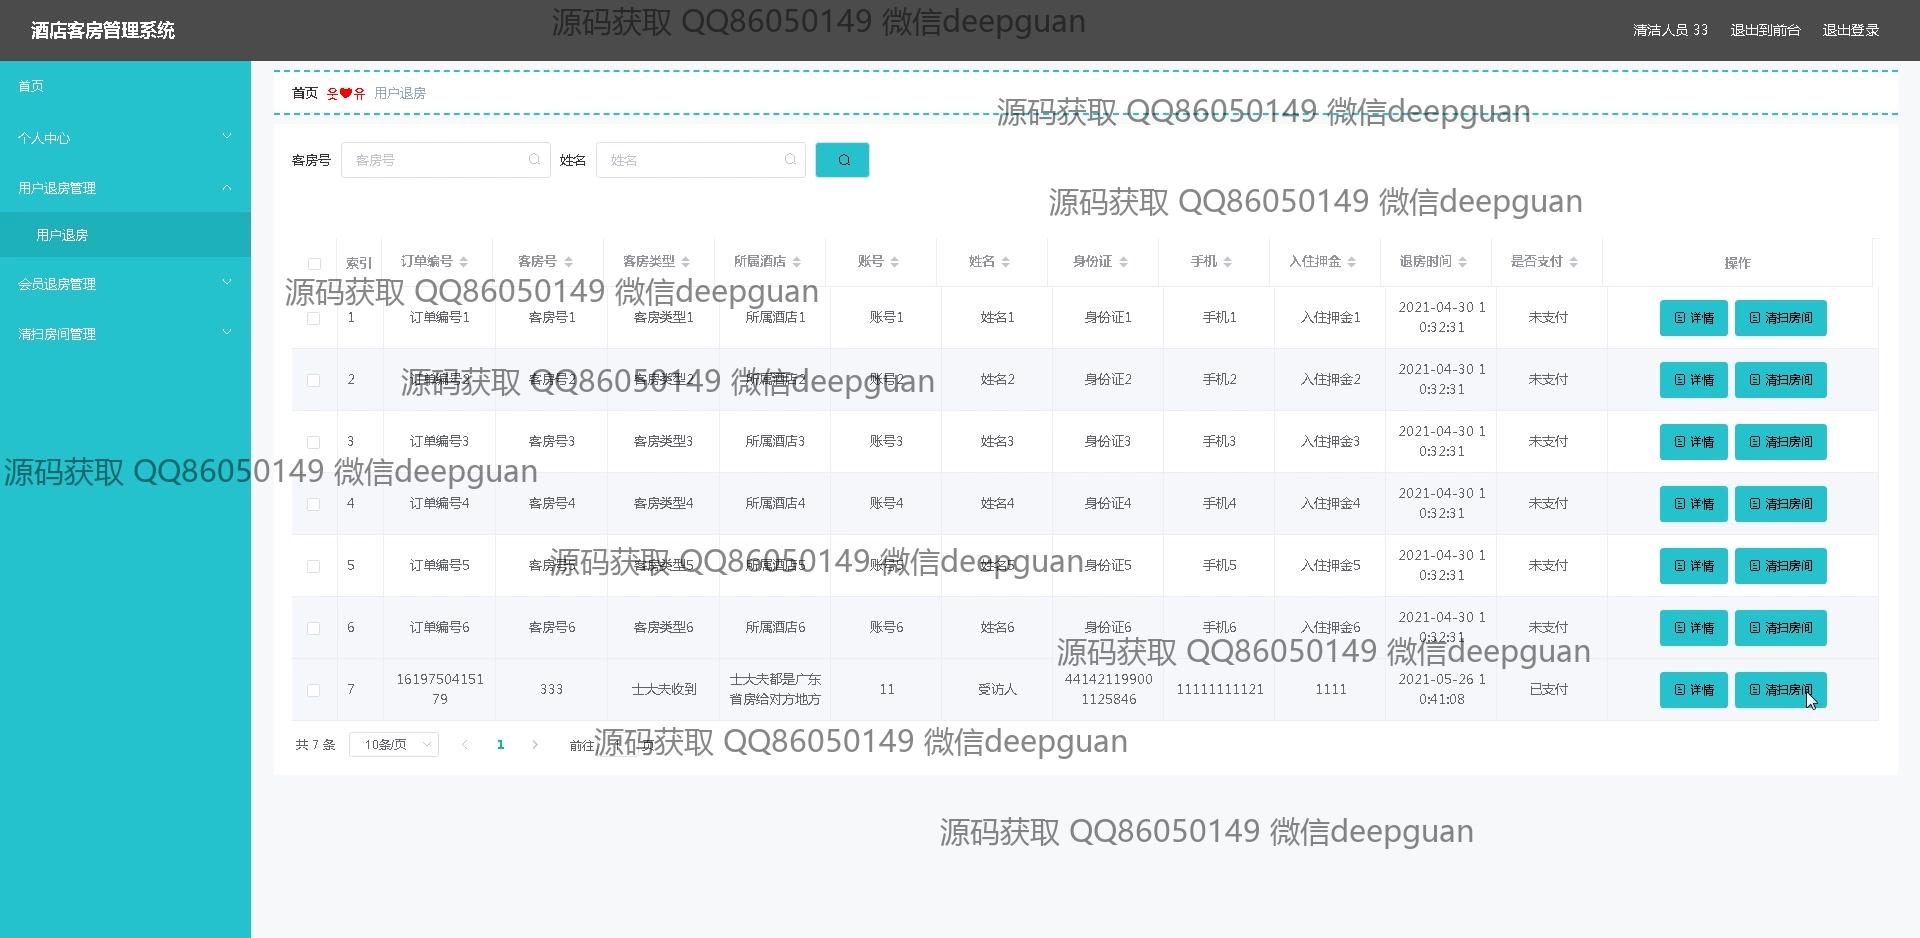 酒店客房管理系统
源码获取 QQ86050149 微信deepguan
清洁人员 33 退出到前台 退出登录
首页
个人中心
用户退房管理
用户退房
会员退房管理
清扫房间管理
首页 웃❤유 用户退房
源码获取 QQ86050149 微信deepguan
客房号 客房号 姓名 姓名
源码获取 QQ86050149 微信deepguan
索引 订单编号 客房号 客房类型 所属酒店 账号 姓名 身份证 手机 入住押金 退房时间 是否支付 操作
源码获取 QQ86050149 微信deepguan
1 订单编号1 客房号1 客房类型1 所属酒店1 账号1 姓名1 身份证1 手机1 入住押金1 2021-04-30 1 未支付 详情 清扫房间
0:32:31
2 订单编号2 客房号2 客房类型2 所属酒店2 账号2 姓名2 身份证2 手机2 入住押金2 2021-04-30 1 未支付 详情 清扫房间
0:32:31
源码获取 QQ86050149 微信deepguan
3 订单编号3 客房号3 客房类型3 所属酒店3 账号3 姓名3 身份证3 手机3 入住押金3 2021-04-30 1 未支付 详情 清扫房间
0:32:31
源码获取 QQ86050149 微信deepguan
4 订单编号4 客房号4 客房类型4 所属酒店4 账号4 姓名4 身份证4 手机4 入住押金4 2021-04-30 1 未支付 详情 清扫房间
0:32:31
5 订单编号5 客房号5 客房类型5 所属酒店5 账号5 姓名5 身份证5 手机5 入住押金5 2021-04-30 1 未支付 详情 清扫房间
0:32:31
源码获取 QQ86050149 微信deepguan
6 订单编号6 客房号6 客房类型6 所属酒店6 账号6 姓名6 身份证6 手机6 入住押金6 2021-04-30 1 未支付 详情 清扫房间
0:32:31
源码获取 QQ86050149 微信deepguan
7 16197504151 333 士大夫收到 士大夫都是广东 11 受访人 44142119900 11111111121 1111 2021-05-26 1 已支付 详情 清扫房间
79 省房给对方地方 1125846 0:41:08
共 7 条 10条/页 1 前往 页
源码获取 QQ86050149 微信deepguan
源码获取 QQ86050149 微信deepguan